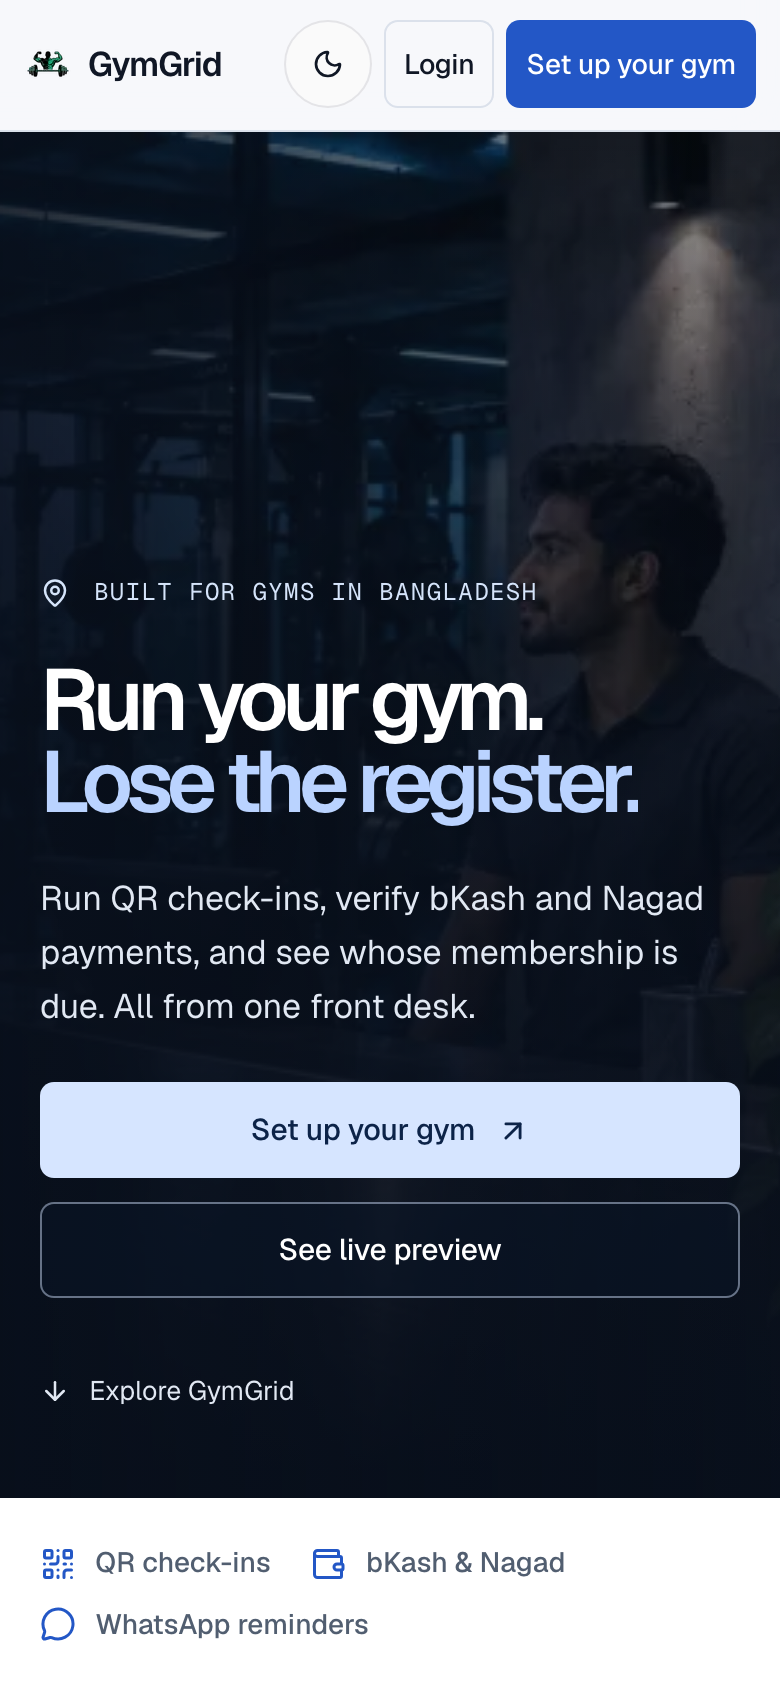 GymGrid
Login
Set up your gym
BUILT FOR GYMS IN BANGLADESH
Run your gym.
Lose the register.
Run QR check-ins, verify bKash and Nagad
payments, and see whose membership is
due. All from one front desk.
Set up your gym
See live preview
Explore GymGrid
QR check-ins
bKash & Nagad
WhatsApp reminders